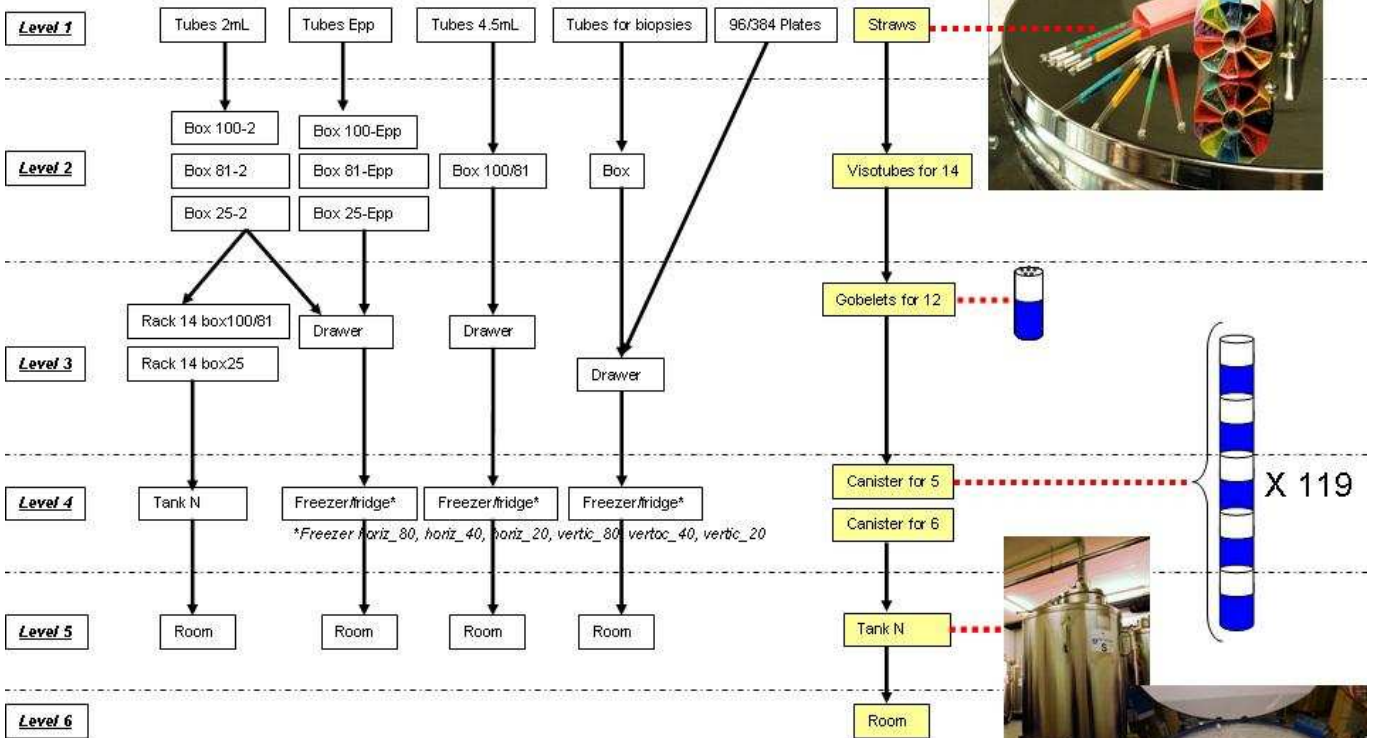 Level 1
Tubes 2mL
Tubes Epp
Tubes 4.5mL
Tubes for biopsies
96/384 Plates
Straws
Level 2
Box 100-2
Box 100-Epp
Box 81-2
Box 81-Epp
Box 100/81
Box
Visotubes for 14
Box 25-2
Box 25-Epp
Level 3
Gobelets for 12
Rack 14 box100/81
Drawer
Drawer
Rack 14 box25
Drawer
Level 4
Canister for 5
X 119
Tank N
Freezer/fridge*
Freezer/fridge*
Freezer/fridge*
Canister for 6
*Freezer horiz_80, horiz_40, horiz_20, vertic_80, vertoc_40, vertic_20
Level 5
Room
Room
Room
Room
Tank N
S
Level 6
Room